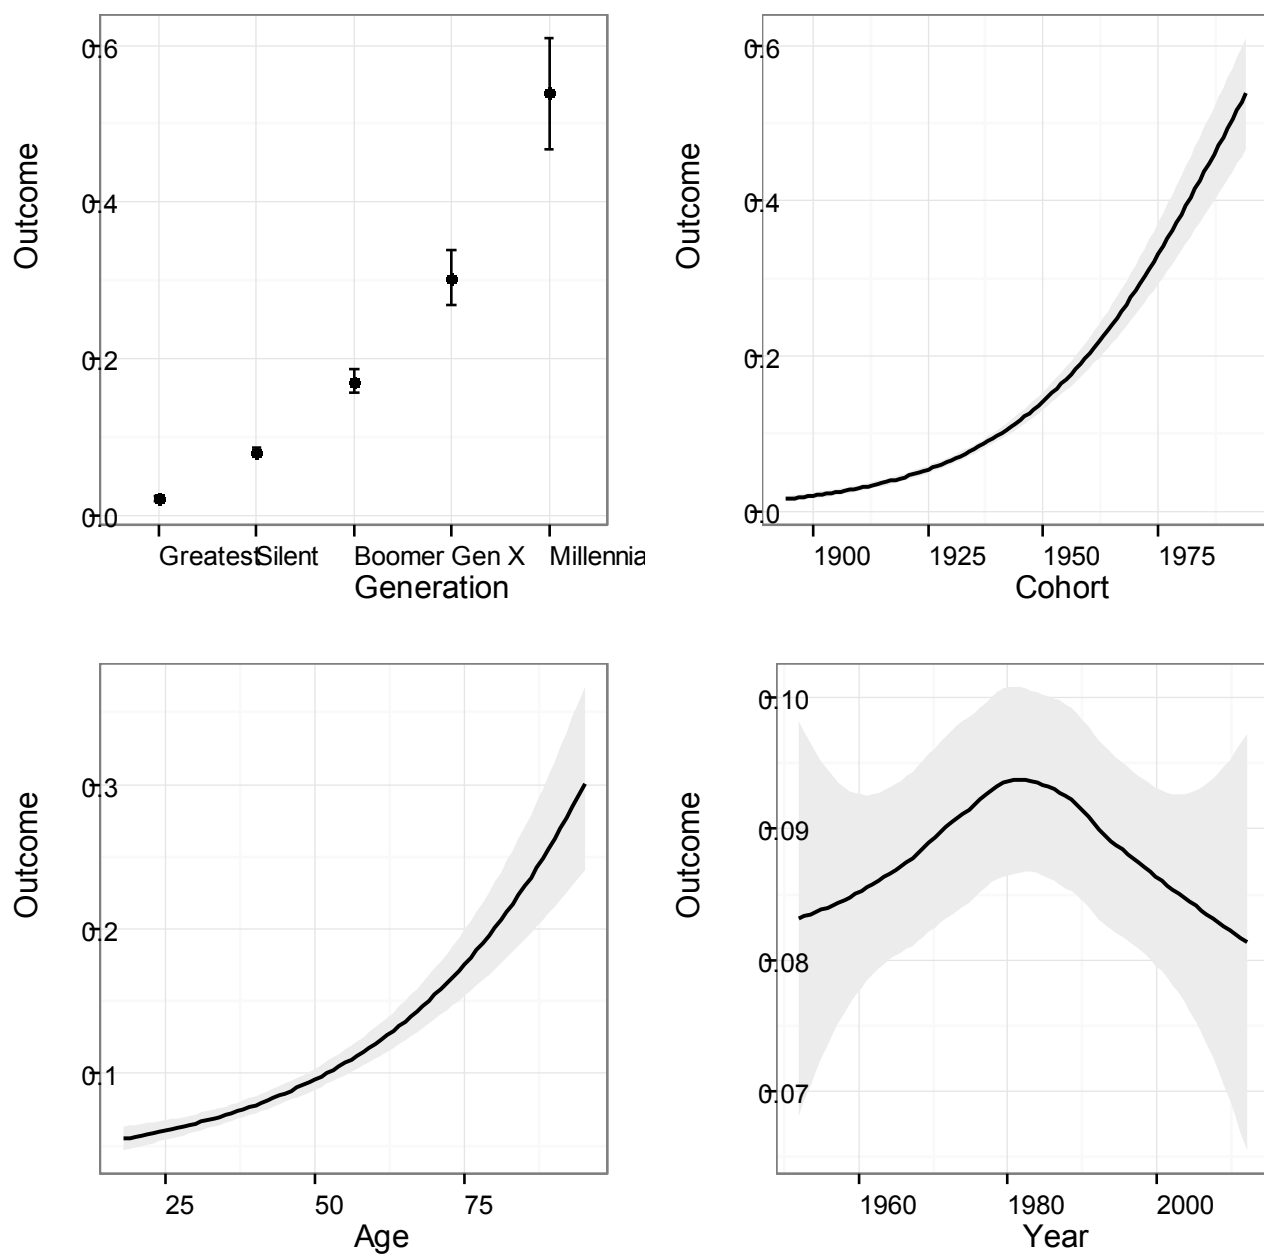 Outcome
0.6
0.4
0.2
0.0
Greatest Silent Boomer Gen X Millennia
Generation
Outcome
0.6
0.4
0.2
0.0
1900 1925 1950 1975
Cohort
Outcome
0.3
0.2
0.1
25 50 75
Age
Outcome
0.10
0.09
0.08
0.07
1960 1980 2000
Year